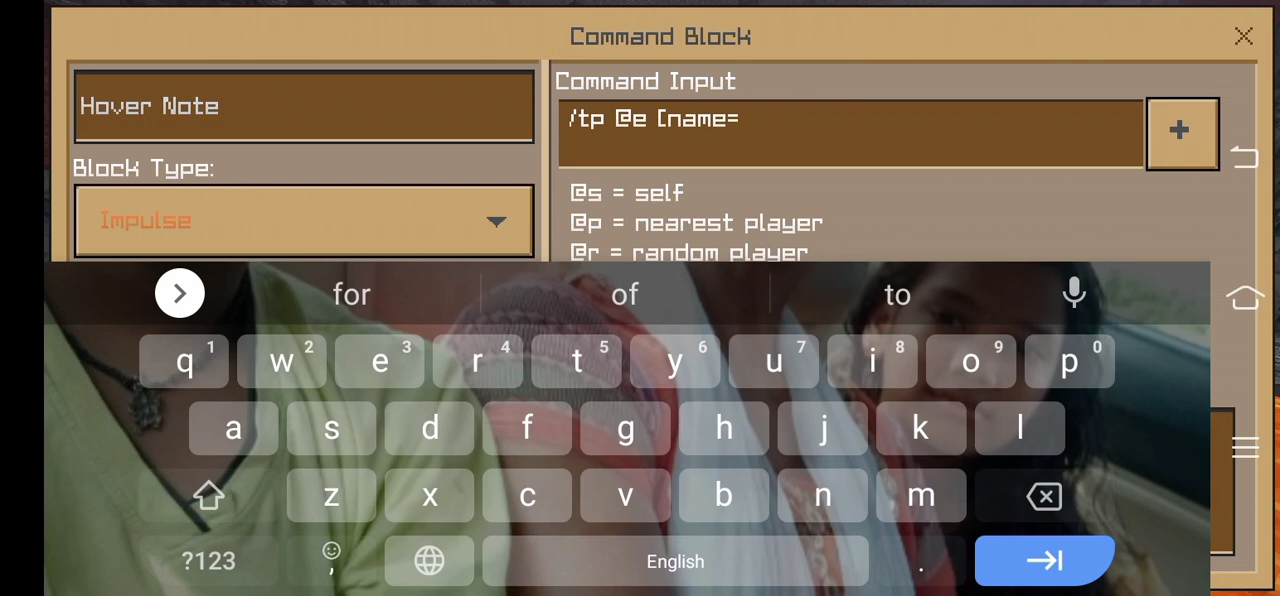 Command Block
Hover Note
Block Type:
Impulse
Command Input
/tp @e [name=
+
@s = self
@p = nearest player
@r = random player
for of to
q 1 w 2 e 3 r 4 t 5 y 6 u 7 i 8 o 9 p 0
a s d f g h j k l
z x c v b n m
?123 , English .